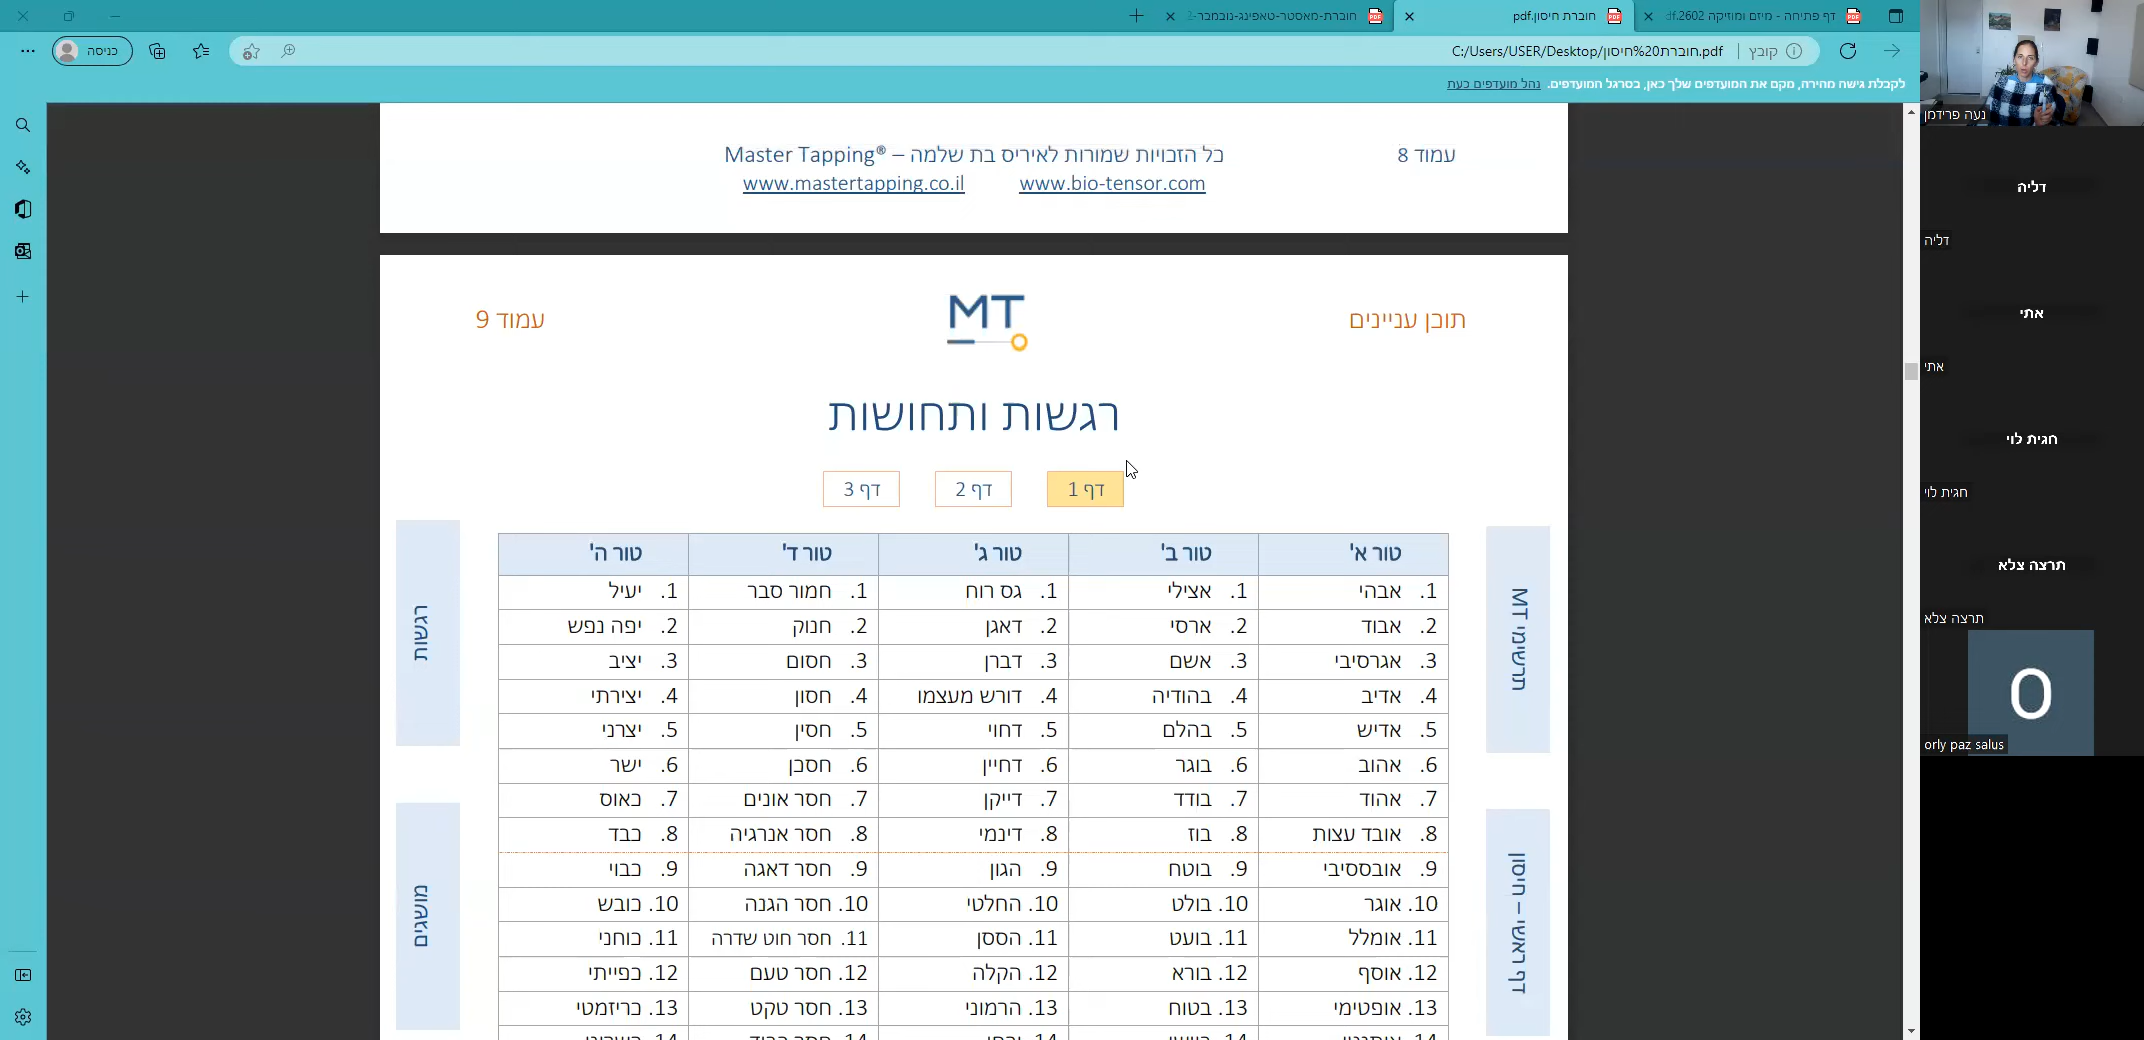 דף פתיחה - מיזם ומוזיקה 2602.
חוברת חיסון.pdf
חוברת-מאסטר-טאפינג-נובמבר-
קובץ
C:/Users/USER/Desktop/חוברת%20חיסון.pdf
כניסה
לקבלת גישה מהירה, מקם את המועדפים שלך כאן, בסרגל המועדפים. נהל מועדפים כעת
עמוד 8
כל הזכויות שמורות לאיריס בת שלמה – Master Tapping®
www.mastertapping.co.il www.bio-tensor.com
תוכן עניינים
MT
עמוד 9
רגשות ותחושות
דף 1 דף 2 דף 3
טור א' טור ב' טור ג' טור ד' טור ה'
1. אבהי 1. אצילי 1. גס רוח 1. חמור סבר 1. יעיל
2. אבוד 2. ארסי 2. דאגן 2. חנוק 2. יפה נפש
3. אגרסיבי 3. אשם 3. דברן 3. חסום 3. יציב
4. אדיב 4. בהודיה 4. דורש מעצמו 4. חסון 4. יצירתי
5. אדיש 5. בהלם 5. דחוי 5. חסין 5. יצרני
6. אהוב 6. בוגר 6. דחיין 6. חסכן 6. ישר
7. אהוד 7. בודד 7. דייקן 7. חסר אונים 7. כאוס
8. אובד עצות 8. בוז 8. דינמי 8. חסר אנרגיה 8. כבד
9. אובססיבי 9. בוטח 9. הגון 9. חסר דאגה 9. כבוי
10. אוגר 10. בולט 10. החלטי 10. חסר הגנה 10. כובש
11. אומלל 11. בועט 11. הססן 11. חסר חוט שדרה 11. כוחני
12. אוסף 12. בורא 12. הקלה 12. חסר טעם 12. כפייתי
13. אופטימי 13. בטוח 13. הרמוני 13. חסר טקט 13. כריזמטי
תרשימי MT
דף ראשי – חיסון
רגשות
מושגים
נעה פרידמן
דליה
דליה
אתי
אתי
חגית לוי
חגית לוי
תרצה צלא
תרצה צלא
O
orly paz salus